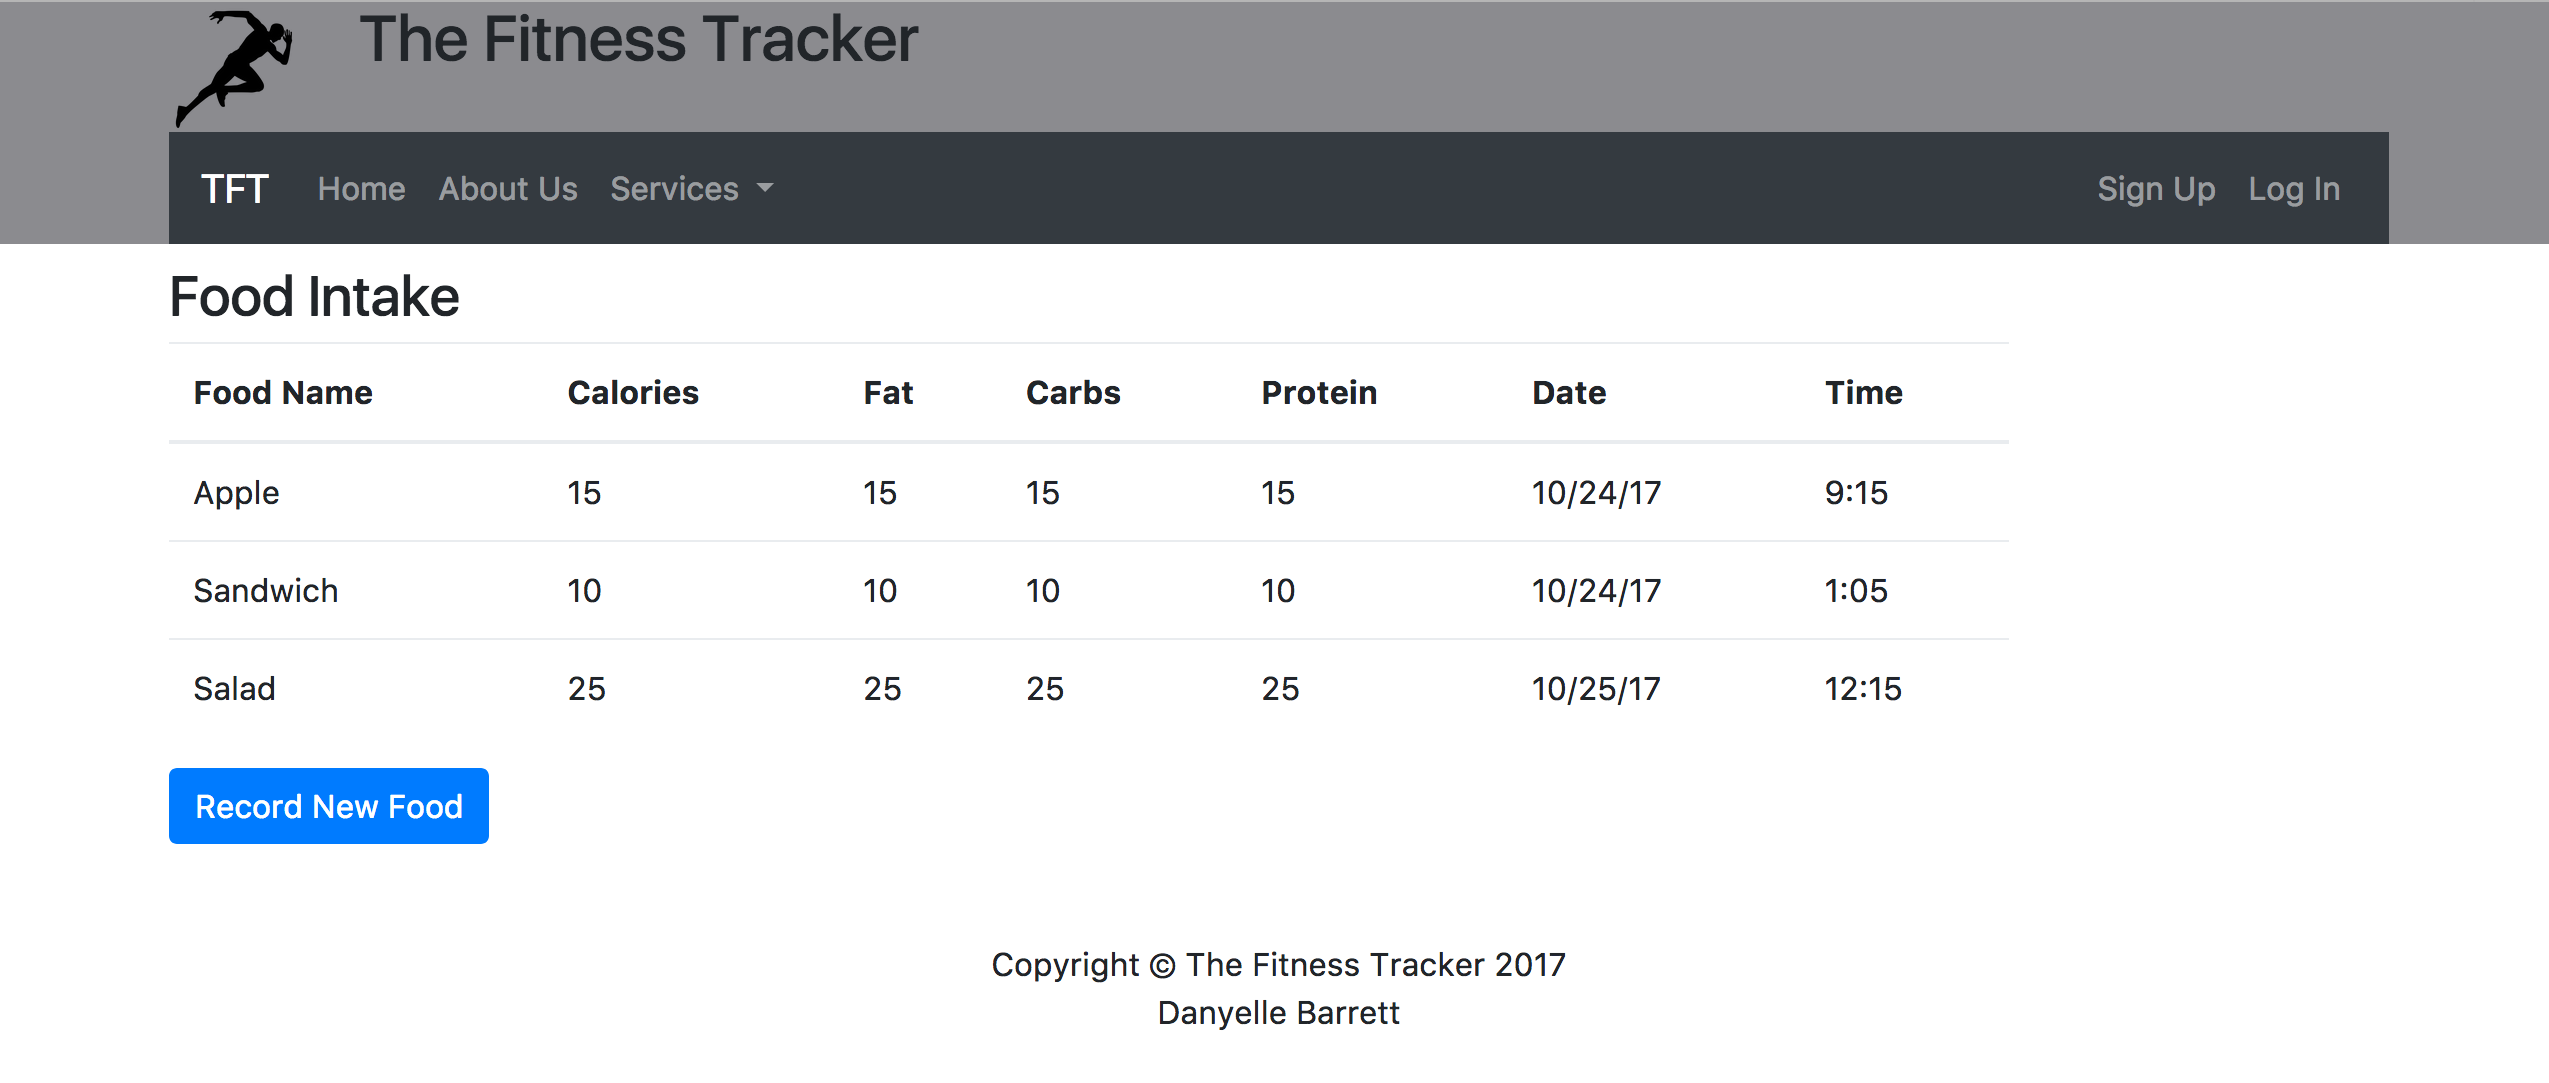 The Fitness Tracker
TFT Home About Us Services Sign Up Log In
Food Intake
Food Name Calories Fat Carbs Protein Date Time
Apple 15 15 15 15 10/24/17 9:15
Sandwich 10 10 10 10 10/24/17 1:05
Salad 25 25 25 25 10/25/17 12:15
Record New Food
Copyright © The Fitness Tracker 2017
Danyelle Barrett